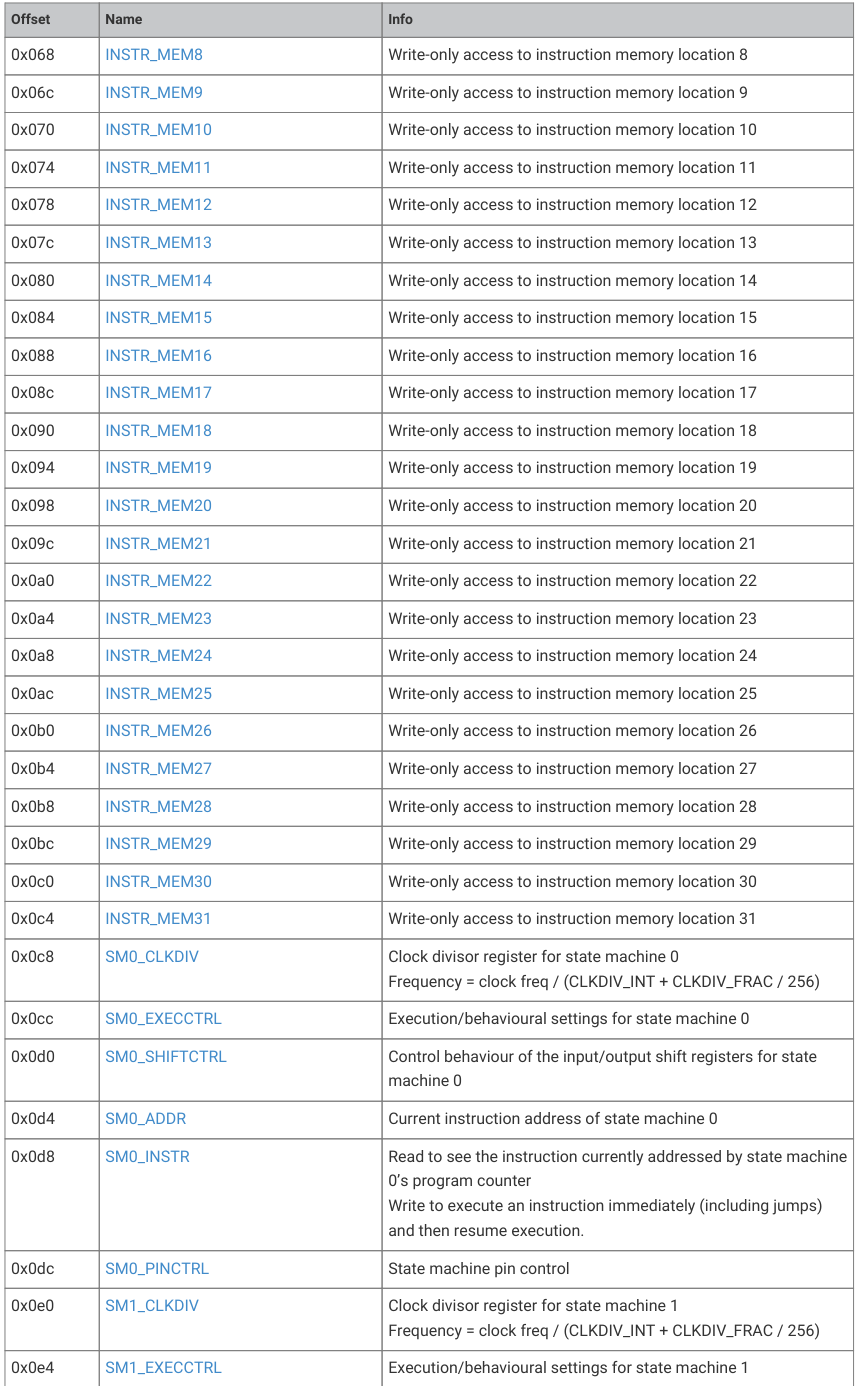 Offset Name Info
0x068 INSTR_MEM8 Write-only access to instruction memory location 8
0x06c INSTR_MEM9 Write-only access to instruction memory location 9
0x070 INSTR_MEM10 Write-only access to instruction memory location 10
0x074 INSTR_MEM11 Write-only access to instruction memory location 11
0x078 INSTR_MEM12 Write-only access to instruction memory location 12
0x07c INSTR_MEM13 Write-only access to instruction memory location 13
0x080 INSTR_MEM14 Write-only access to instruction memory location 14
0x084 INSTR_MEM15 Write-only access to instruction memory location 15
0x088 INSTR_MEM16 Write-only access to instruction memory location 16
0x08c INSTR_MEM17 Write-only access to instruction memory location 17
0x090 INSTR_MEM18 Write-only access to instruction memory location 18
0x094 INSTR_MEM19 Write-only access to instruction memory location 19
0x098 INSTR_MEM20 Write-only access to instruction memory location 20
0x09c INSTR_MEM21 Write-only access to instruction memory location 21
0x0a0 INSTR_MEM22 Write-only access to instruction memory location 22
0x0a4 INSTR_MEM23 Write-only access to instruction memory location 23
0x0a8 INSTR_MEM24 Write-only access to instruction memory location 24
0x0ac INSTR_MEM25 Write-only access to instruction memory location 25
0x0b0 INSTR_MEM26 Write-only access to instruction memory location 26
0x0b4 INSTR_MEM27 Write-only access to instruction memory location 27
0x0b8 INSTR_MEM28 Write-only access to instruction memory location 28
0x0bc INSTR_MEM29 Write-only access to instruction memory location 29
0x0c0 INSTR_MEM30 Write-only access to instruction memory location 30
0x0c4 INSTR_MEM31 Write-only access to instruction memory location 31
0x0c8 SM0_CLKDIV Clock divisor register for state machine 0
Frequency = clock freq / (CLKDIV_INT + CLKDIV_FRAC / 256)
0x0cc SM0_EXECCTRL Execution/behavioural settings for state machine 0
0x0d0 SM0_SHIFTCTRL Control behaviour of the input/output shift registers for state
machine 0
0x0d4 SM0_ADDR Current instruction address of state machine 0
0x0d8 SM0_INSTR Read to see the instruction currently addressed by state machine
0’s program counter
Write to execute an instruction immediately (including jumps)
and then resume execution.
0x0dc SM0_PINCTRL State machine pin control
0x0e0 SM1_CLKDIV Clock divisor register for state machine 1
Frequency = clock freq / (CLKDIV_INT + CLKDIV_FRAC / 256)
0x0e4 SM1_EXECCTRL Execution/behavioural settings for state machine 1